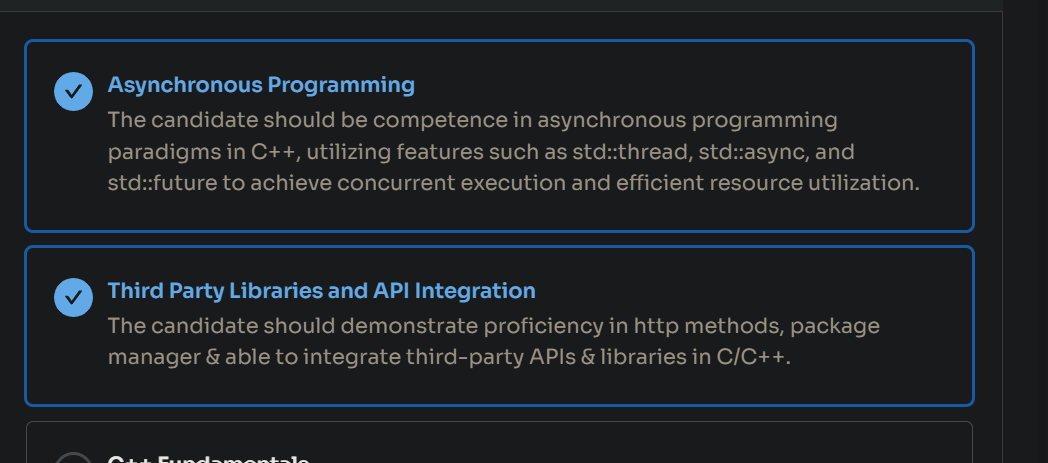 Asynchronous Programming
The candidate should be competence in asynchronous programming
paradigms in C++, utilizing features such as std::thread, std::async, and
std::future to achieve concurrent execution and efficient resource utilization.
Third Party Libraries and API Integration
The candidate should demonstrate proficiency in http methods, package
manager & able to integrate third-party APIs & libraries in C/C++.
C++ Fundamentals